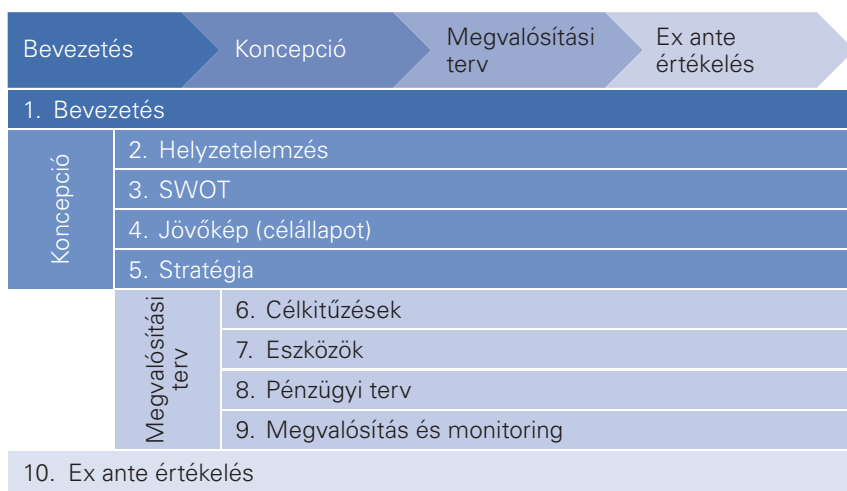 Bevezetés
Koncepció
Megvalósítási
terv
Ex ante
értékelés
1. Bevezetés
Koncepció
2. Helyzetelemzés
3. SWOT
4. Jövőkép (célállapot)
5. Stratégia
Megvalósítási
terv
6. Célkitűzések
7. Eszközök
8. Pénzügyi terv
9. Megvalósítás és monitoring
10. Ex ante értékelés